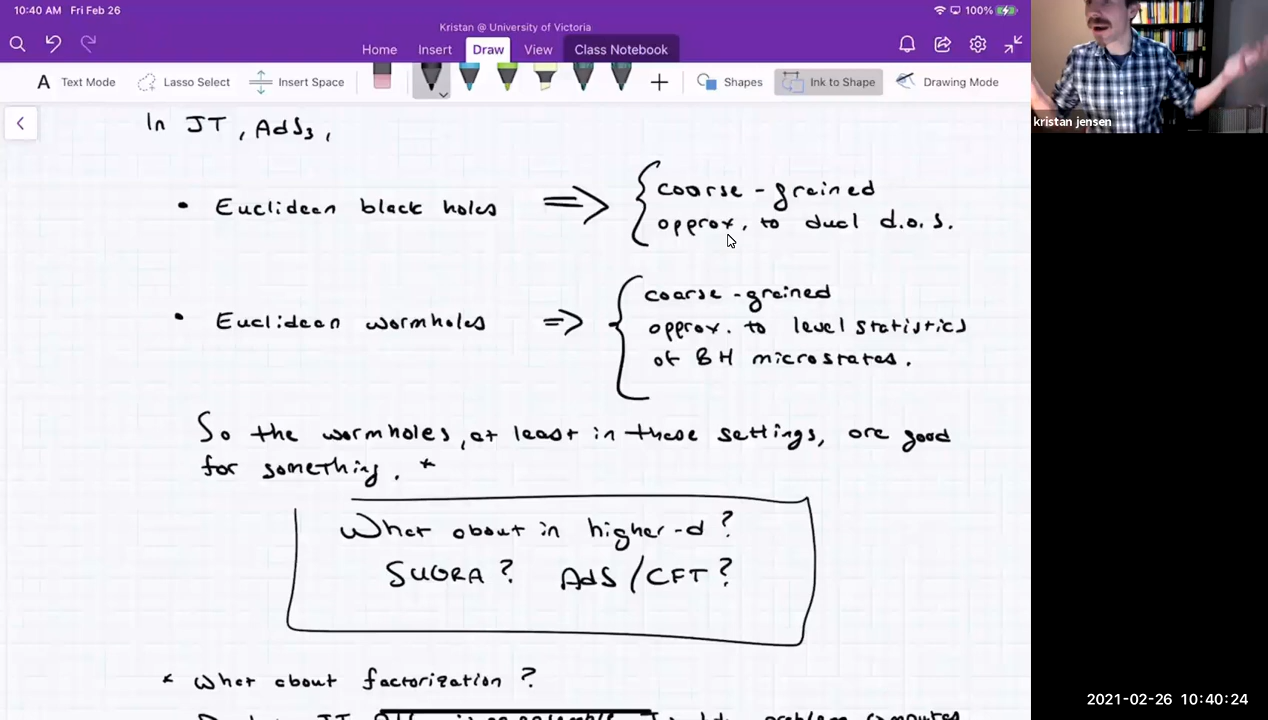 10:40 AM Fri Feb 26
100%
Kristan @ University of Victoria
Home Insert Draw View Class Notebook
Text Mode Lasso Select Insert Space Shapes Ink to Shape Drawing Mode
kristan jensen
In JT, AdS3,
• Euclidean black holes => { coarse-grained
approx. to dual d.o.s.
• Euclidean wormholes => { coarse-grained
approx. to level statistics
of BH microstates.
So the wormholes, at least in these settings, are good
for something. *
What about in higher-d?
SUGRA? AdS/CFT?
* What about factorization?
JT
problem
2021-02-26 10:40:24